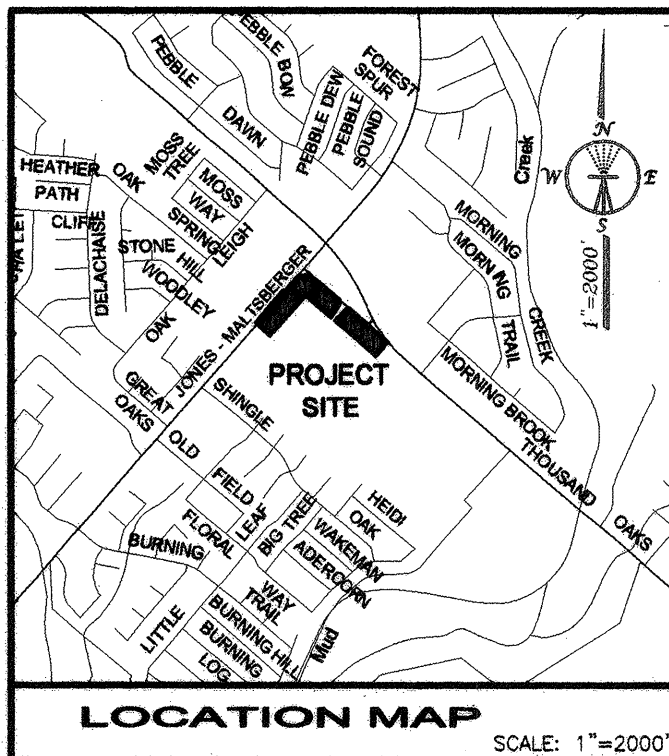 PEBBLE
PEBBLE BOW
FOREST
SPUR
DAWN
PEBBLE DEW
PEBBLE
SOUND
HEATHER
PATH
CLIFF
OAK
MOSS
TREE
MOSS
WAY
SPRING
LEIGH
DELACHAISE
STONE
HILL
WOODLEY
OAK
GREAT
OAKS
JONES - MALTSBERGER
Creek
N
W
E
S
1"=2000'
MORNING
CREEK
MORNING
TRAIL
MORNING BROOK
THOUSAND
OAKS
PROJECT
SITE
SHINGLE
OLD
FIELD
LEAF
FLORAL
BURNING
BIG TREE
HEIDI
OAK
WAKEMAN
ADERCORN
WAY
TRAIL
BURNING HILL
BURNING
LOG
LITTLE
Mud
LOCATION MAP
SCALE: 1"=2000'